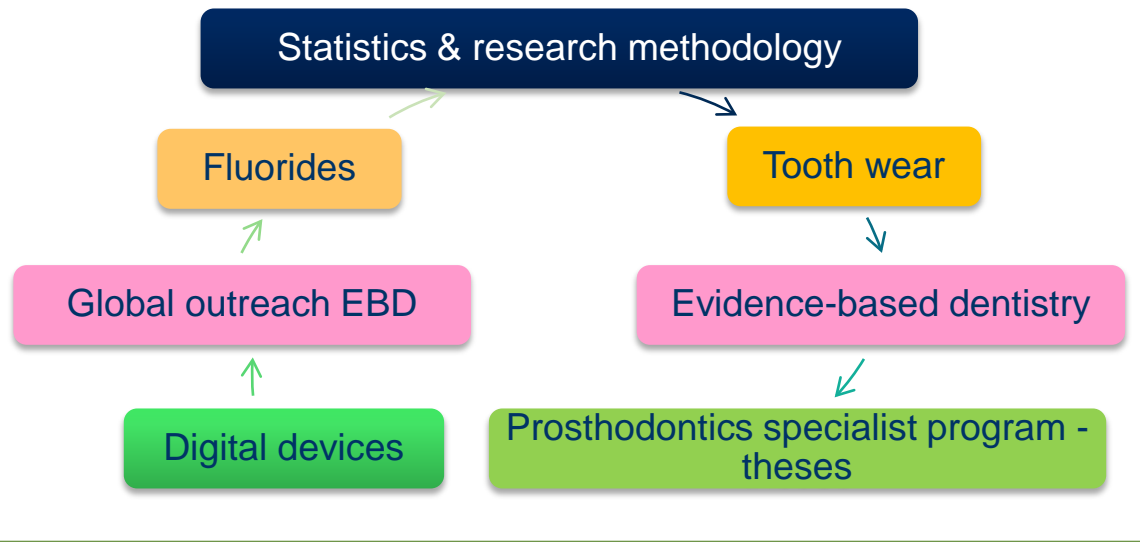 Statistics & research methodology
Fluorides
Tooth wear
Global outreach EBD
Evidence-based dentistry
Digital devices
Prosthodontics specialist program -
theses